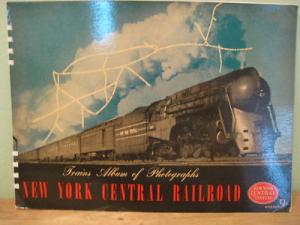 Trains Album of Photographs
NEW YORK CENTRAL RAILROAD
NEW YORK
CENTRAL
SYSTEM